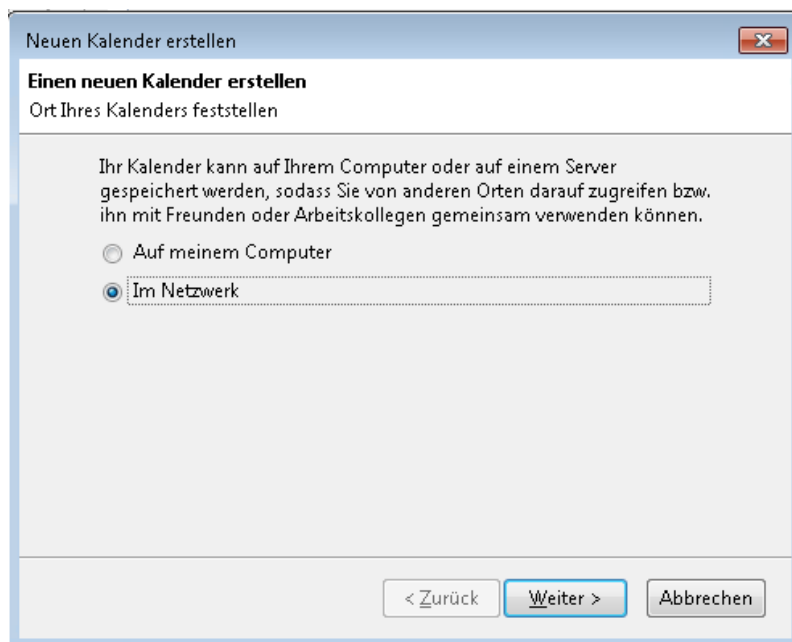 Neuen Kalender erstellen
Einen neuen Kalender erstellen
Ort Ihres Kalenders feststellen
Ihr Kalender kann auf Ihrem Computer oder auf einem Server
gespeichert werden, sodass Sie von anderen Orten darauf zugreifen bzw.
ihn mit Freunden oder Arbeitskollegen gemeinsam verwenden können.
Auf meinem Computer
Im Netzwerk
< Zurück Weiter > Abbrechen